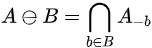 A ⊖ B = ⋂_{b∈B} A_{−b}